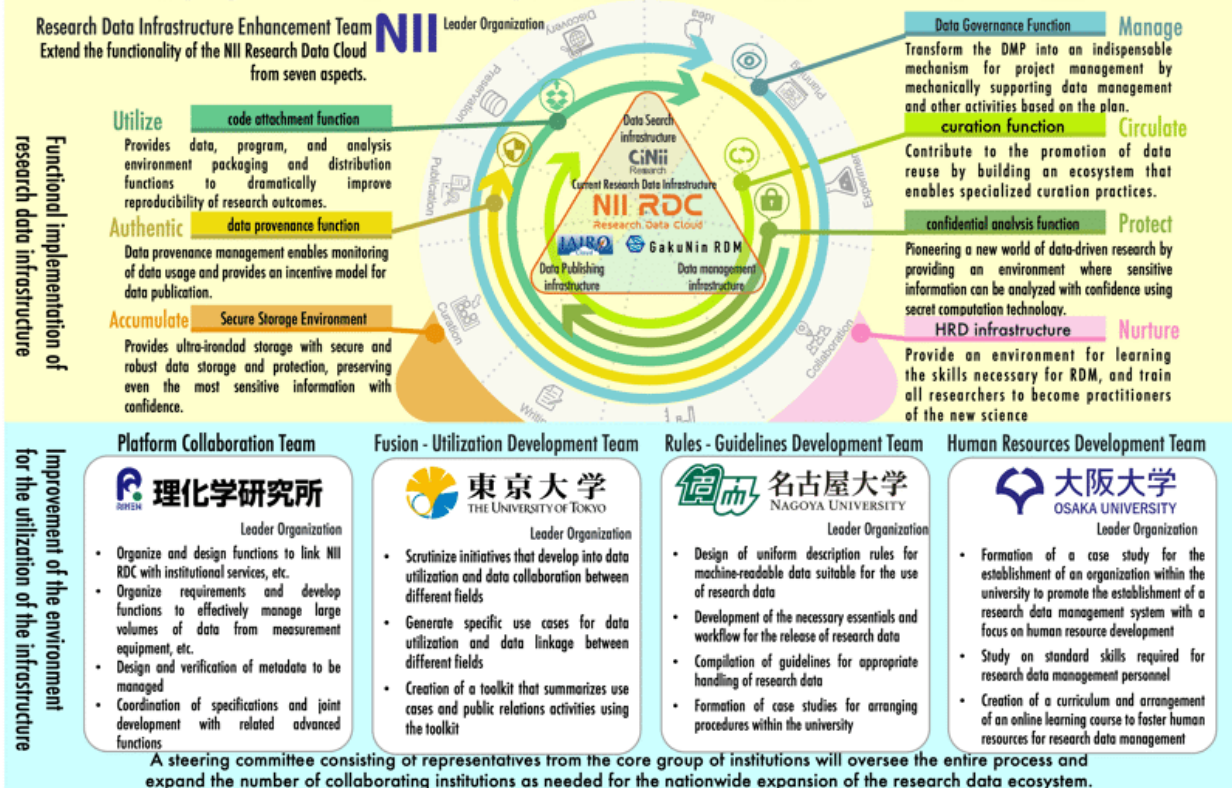 Research Data Infrastructure Enhancement Team
NII
Leader Organization
Extend the functionality of the NII Research Data Cloud
from seven aspects.
Functional implementation of
research data infrastructure
Utilize
code attachment function
Provides data, program, and analysis
environment packaging and distribution
functions to dramatically improve
reproducibility of research outcomes.
Authentic
data provenance function
Data provenance management enables monitoring
of data usage and provides an incentive model for
data publication.
Accumulate
Secure Storage Environment
Provides ultra-ironclad storage with secure and
robust data storage and protection, preserving
even the most sensitive information with
confidence.
Discovery
Idea
Planning
Experiment
Collaboration
Curation
Publication
Preservation
Data Search
infrastructure
CiNii
Research
Current Research Data Infrastructure
NII RDC
Research Data Cloud
JAIRO
Cloud
GakuNin RDM
Data Publishing
infrastructure
Data management
infrastructure
Data Governance Function
Manage
Transform the DMP into an indispensable
mechanism for project management by
mechanically supporting data management
and other activities based on the plan.
curation function
Circulate
Contribute to the promotion of data
reuse by building an ecosystem that
enables specialized curation practices.
confidential analysis function
Protect
Pioneering a new world of data-driven research by
providing an environment where sensitive
information can be analyzed with confidence using
secret computation technology.
HRD infrastructure
Nurture
Provide an environment for learning
the skills necessary for RDM, and train
all researchers to become practitioners
of the new science
Improvement of the environment
for the utilization of the infrastructure
Platform Collaboration Team
RIKEN
理化学研究所
Leader Organization
• Organize and design functions to link NII
RDC with institutional services, etc.
• Organize requirements and develop
functions to effectively manage large
volumes of data from measurement
equipment, etc.
• Design and verification of metadata to be
managed
• Coordination of specifications and joint
development with related advanced
functions
Fusion - Utilization Development Team
東京大学
THE UNIVERSITY OF TOKYO
Leader Organization
• Scrutinize initiatives that develop into data
utilization and data collaboration between
different fields
• Generate specific use cases for data
utilization and data linkage between
different fields
• Creation of a toolkit that summarizes use
cases and public relations activities using
the toolkit
Rules - Guidelines Development Team
名古屋大学
NAGOYA UNIVERSITY
Leader Organization
• Design of uniform description rules for
machine-readable data suitable for the use
of research data
• Development of the necessary essentials and
workflow for the release of research data
• Compilation of guidelines for appropriate
handling of research data
• Formation of case studies for arranging
procedures within the university
Human Resources Development Team
大阪大学
OSAKA UNIVERSITY
Leader Organization
• Formation of a case study for the
establishment of an organization within the
university to promote the establishment of a
research data management system with a
focus on human resource development
• Study on standard skills required for
research data management personnel
• Creation of a curriculum and arrangement
of an online learning course to foster human
resources for research data management
A steering committee consisting of representatives from the core group of institutions will oversee the entire process and
expand the number of collaborating institutions as needed for the nationwide expansion of the research data ecosystem.